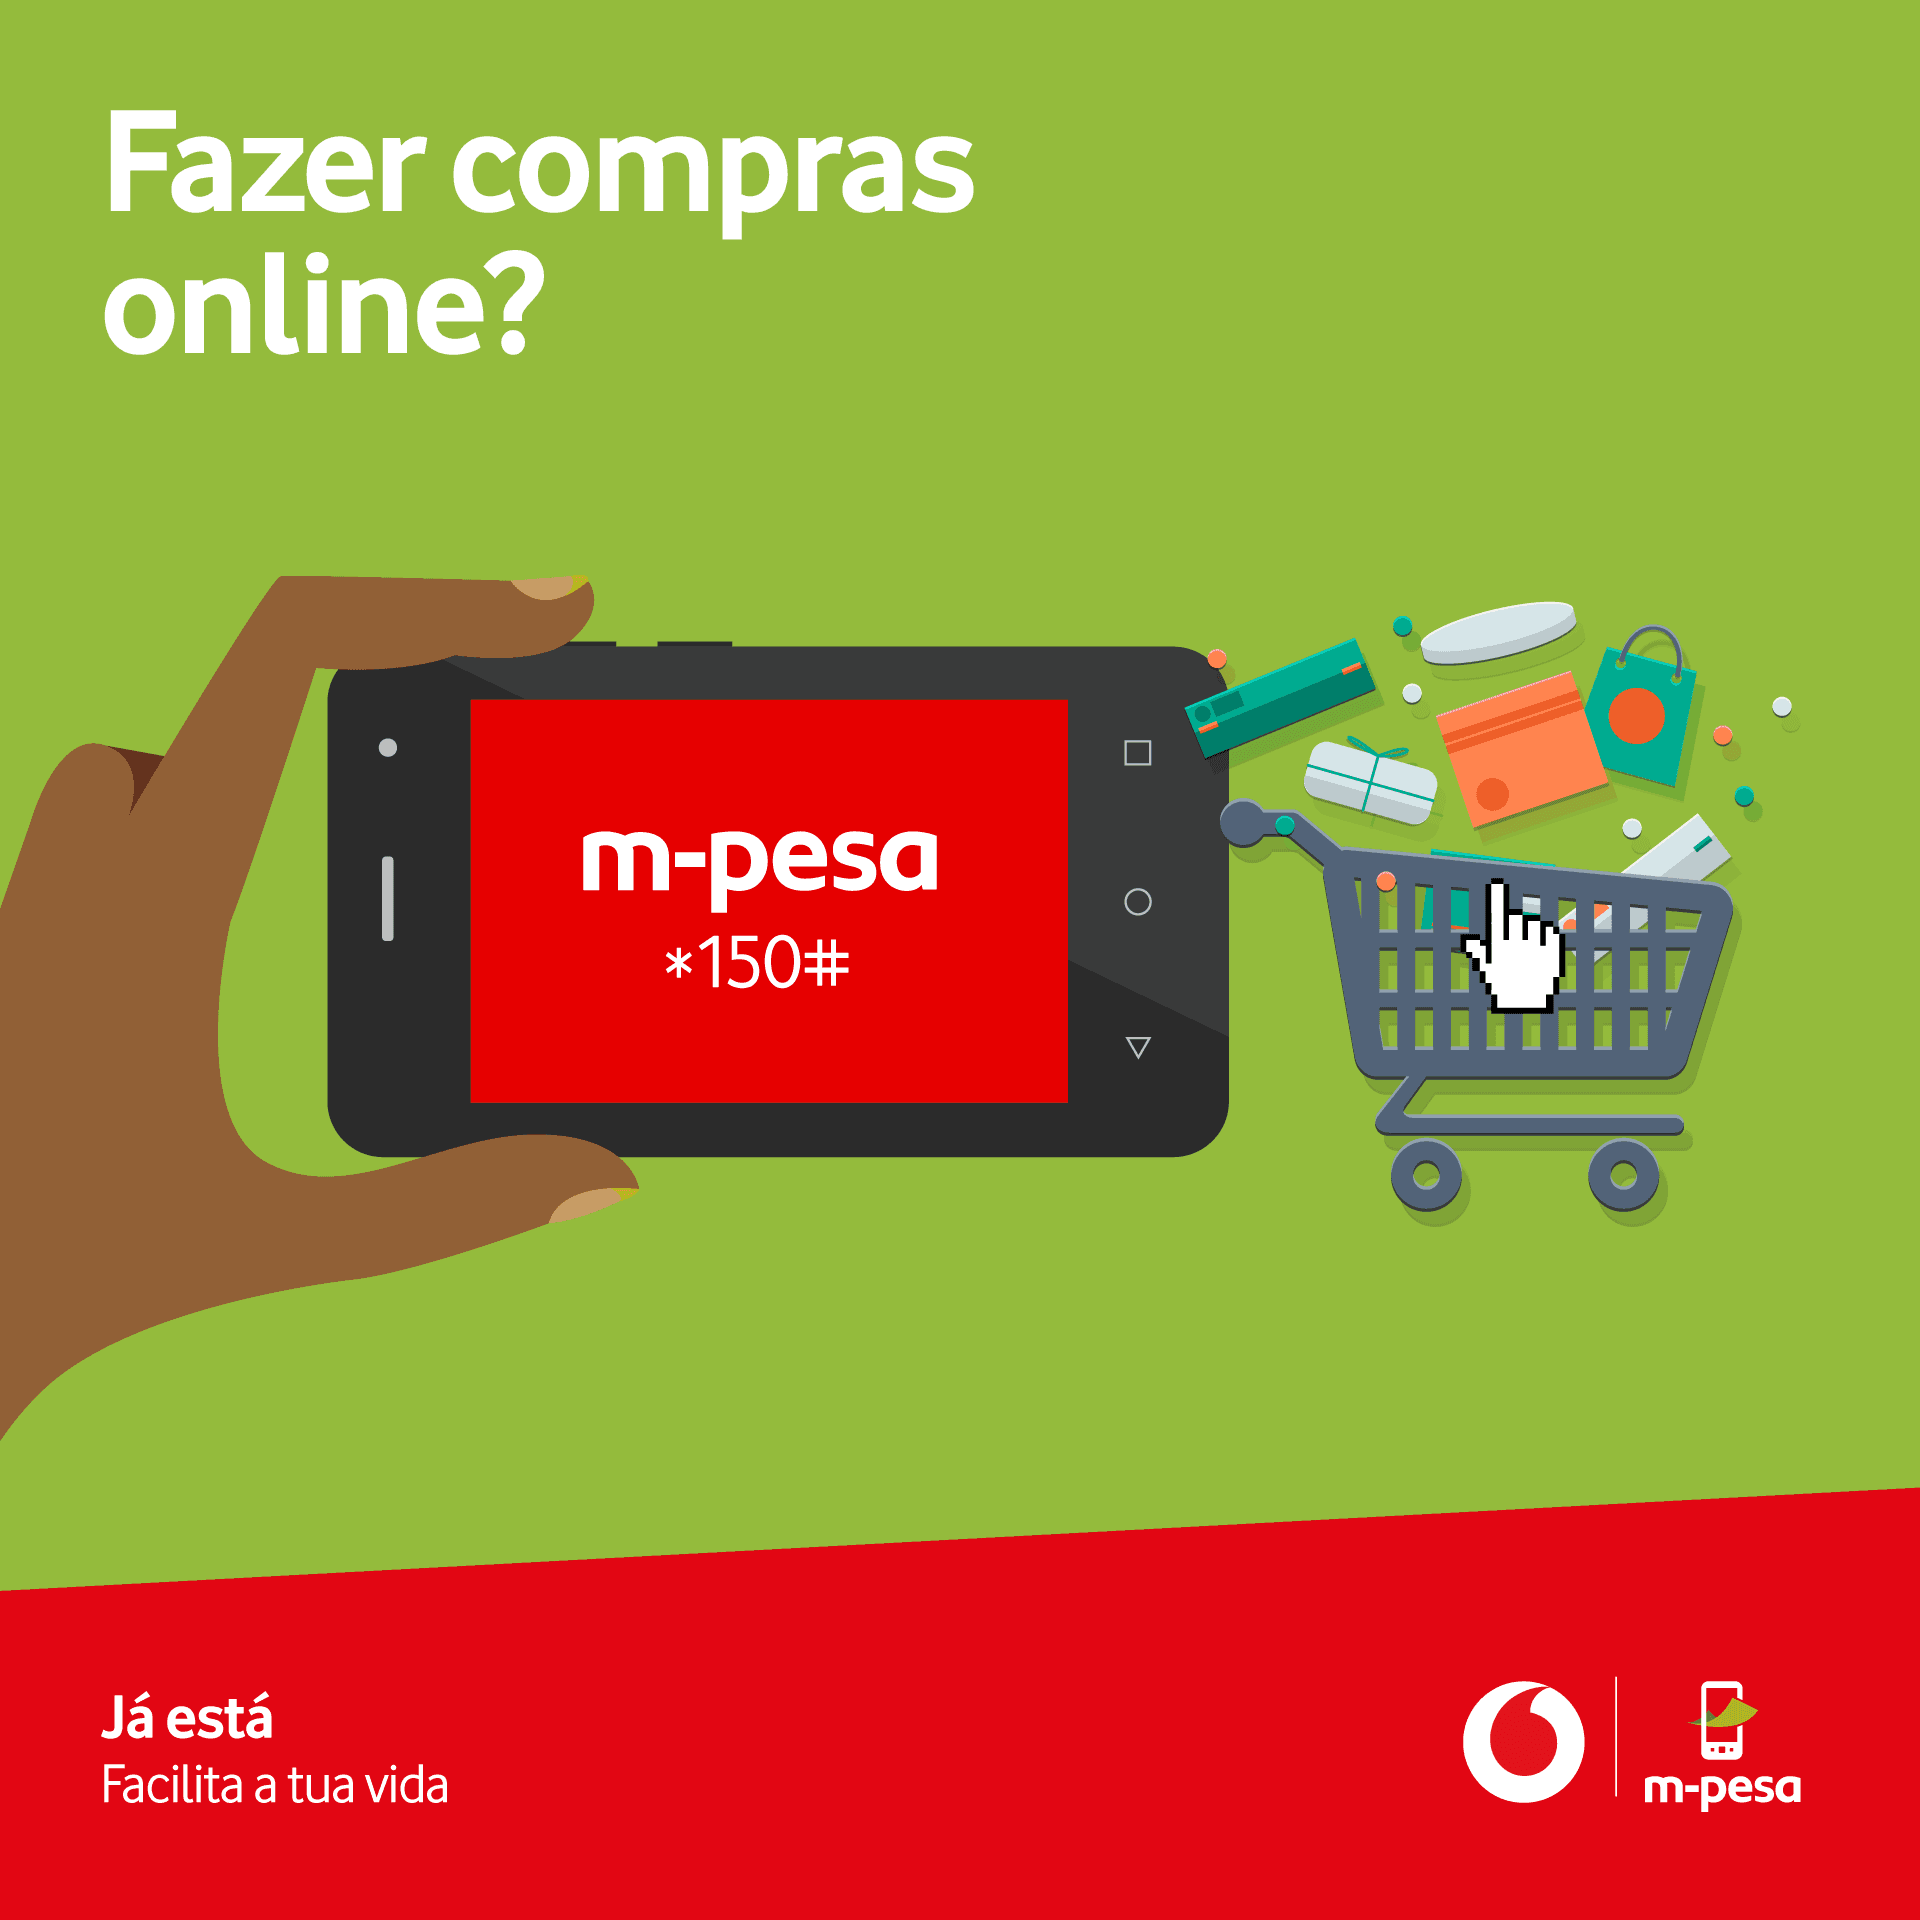 Fazer compras
online?
m-pesa
*150#
Já está
Facilita a tua vida
m-pesa